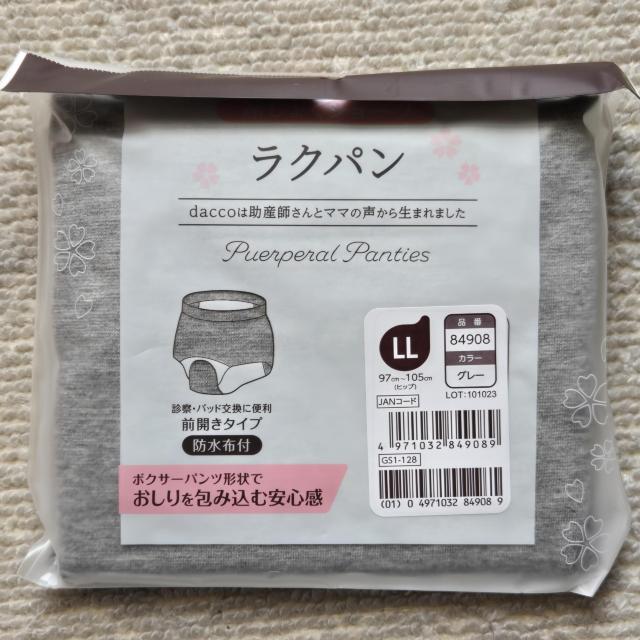 ラクパン
daccoは助産師さんとママの声から生まれました
Puerperal Panties
診察・パッド交換に便利
前開きタイプ
防水布付
ボクサーパンツ形状で
おしりを包み込む安心感
LL
97cm~105cm
(ヒップ)
品番
84908
カラー
グレー
LOT:101023
JANコード
4 971032 849089
GS1-128
(01) 0 4971032 84908 9